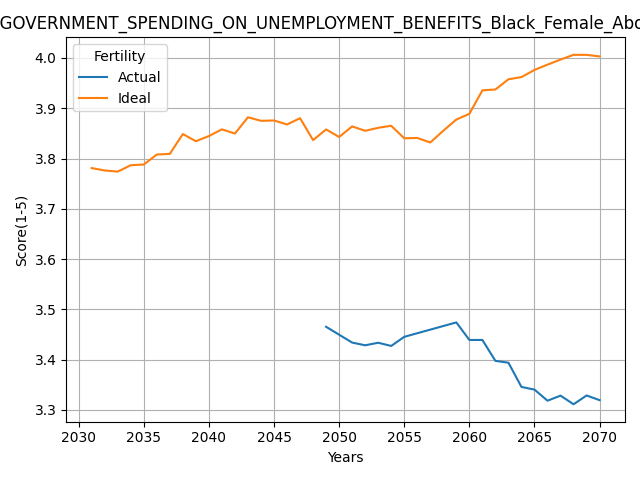 GOVERNMENT_SPENDING_ON_UNEMPLOYMENT_BENEFITS_Black_Female_Abo
Fertility
Actual
Ideal
Score(1-5)
4.0
3.9
3.8
3.7
3.6
3.5
3.4
3.3
2030 2035 2040 2045 2050 2055 2060 2065 2070
Years